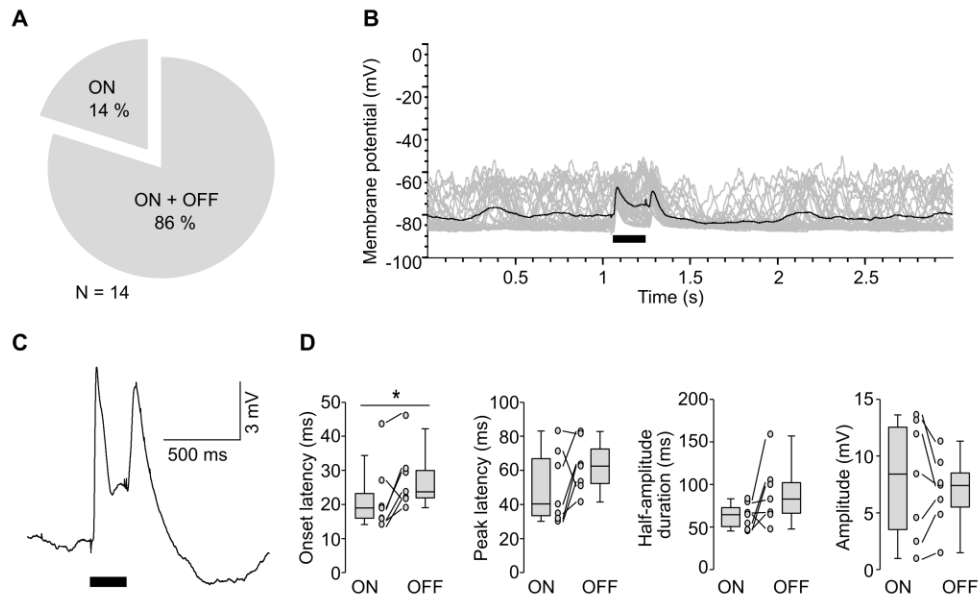 A
ON
14 %
ON + OFF
86 %
N = 14
B
Membrane potential (mV)
0
-20
-40
-60
-80
-100
0.5
1
1.5
2
2.5
Time (s)
C
3 mV
500 ms
D
Onset latency (ms)
50
40
30
20
10
0
*
ON
OFF
Peak latency (ms)
100
80
60
40
20
0
ON
OFF
Half-amplitude
duration (ms)
200
150
100
50
0
ON
OFF
Amplitude (mV)
15
10
5
0
ON
OFF